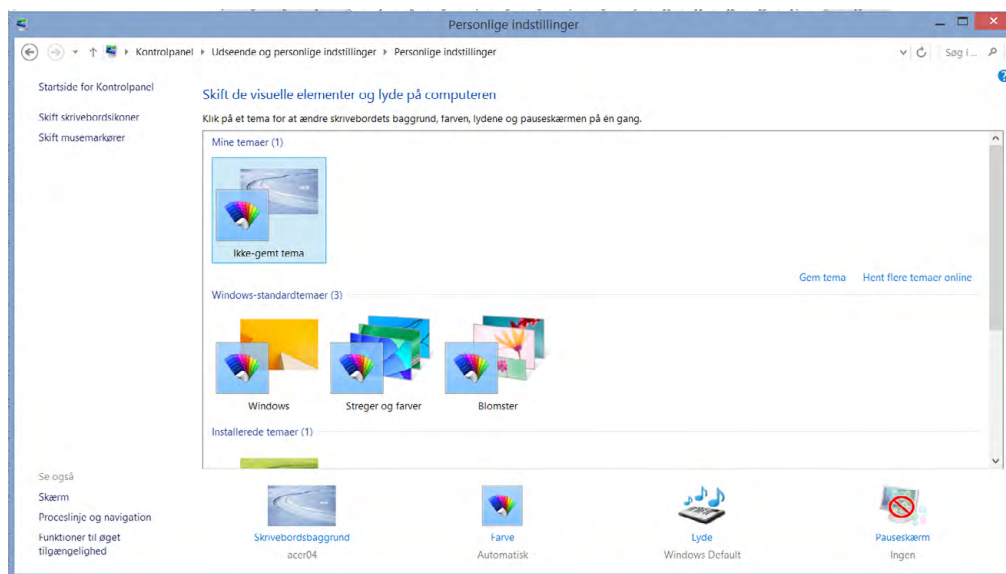 Personlige indstillinger
Kontrolpanel
Udseende og personlige indstillinger
Personlige indstillinger
Søg i ...
Startside for Kontrolpanel
Skift skrivebordsikoner
Skift musemarkører
Skift de visuelle elementer og lyde på computeren
Klik på et tema for at ændre skrivebordets baggrund, farven, lydene og pauseskærmen på én gang.
Mine temaer (1)
Ikke-gemt tema
Gem tema Hent flere temaer online
Windows-standardtemaer (3)
Windows Streger og farver Blomster
Installerede temaer (1)
Se også
Skærm
Proceslinje og navigation
Funktioner til øget
tilgængelighed
Skrivebordsbaggrund
acer04
Farve
Automatisk
Lyde
Windows Default
Pauseskærm
Ingen